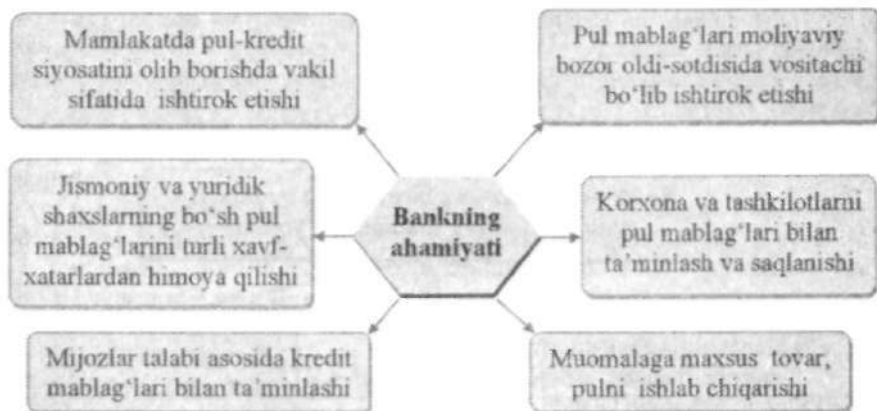 Mamlakatda pul-kredit
siyosatini olib borishda vakil
sifatida ishtirok etishi
Pul mablag‘lari moliyaviy
bozor oldi-sotdisida vositachi
bo‘lib ishtirok etishi
Jismoniy va yuridik
shaxslarning bo‘sh pul
mablag‘larini turli xavf-
xatarlardan himoya qilishi
Bankning
ahamiyati
Korxona va tashkilotlarni
pul mablag‘lari bilan
ta’minlash va saqlanishi
Mijozlar talabi asosida kredit
mablag‘lari bilan ta’minlashi
Muomalaga maxsus tovar,
pulni ishlab chiqarishi